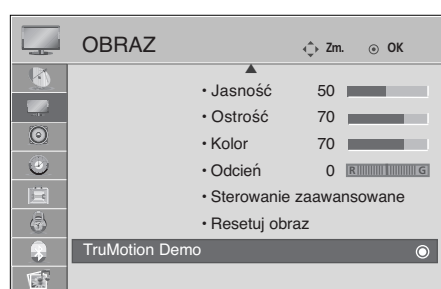 OBRAZ Zm. OK
• Jasność 50
• Ostrość 70
• Kolor 70
• Odcień 0 R G
• Sterowanie zaawansowane
• Resetuj obraz
TruMotion Demo